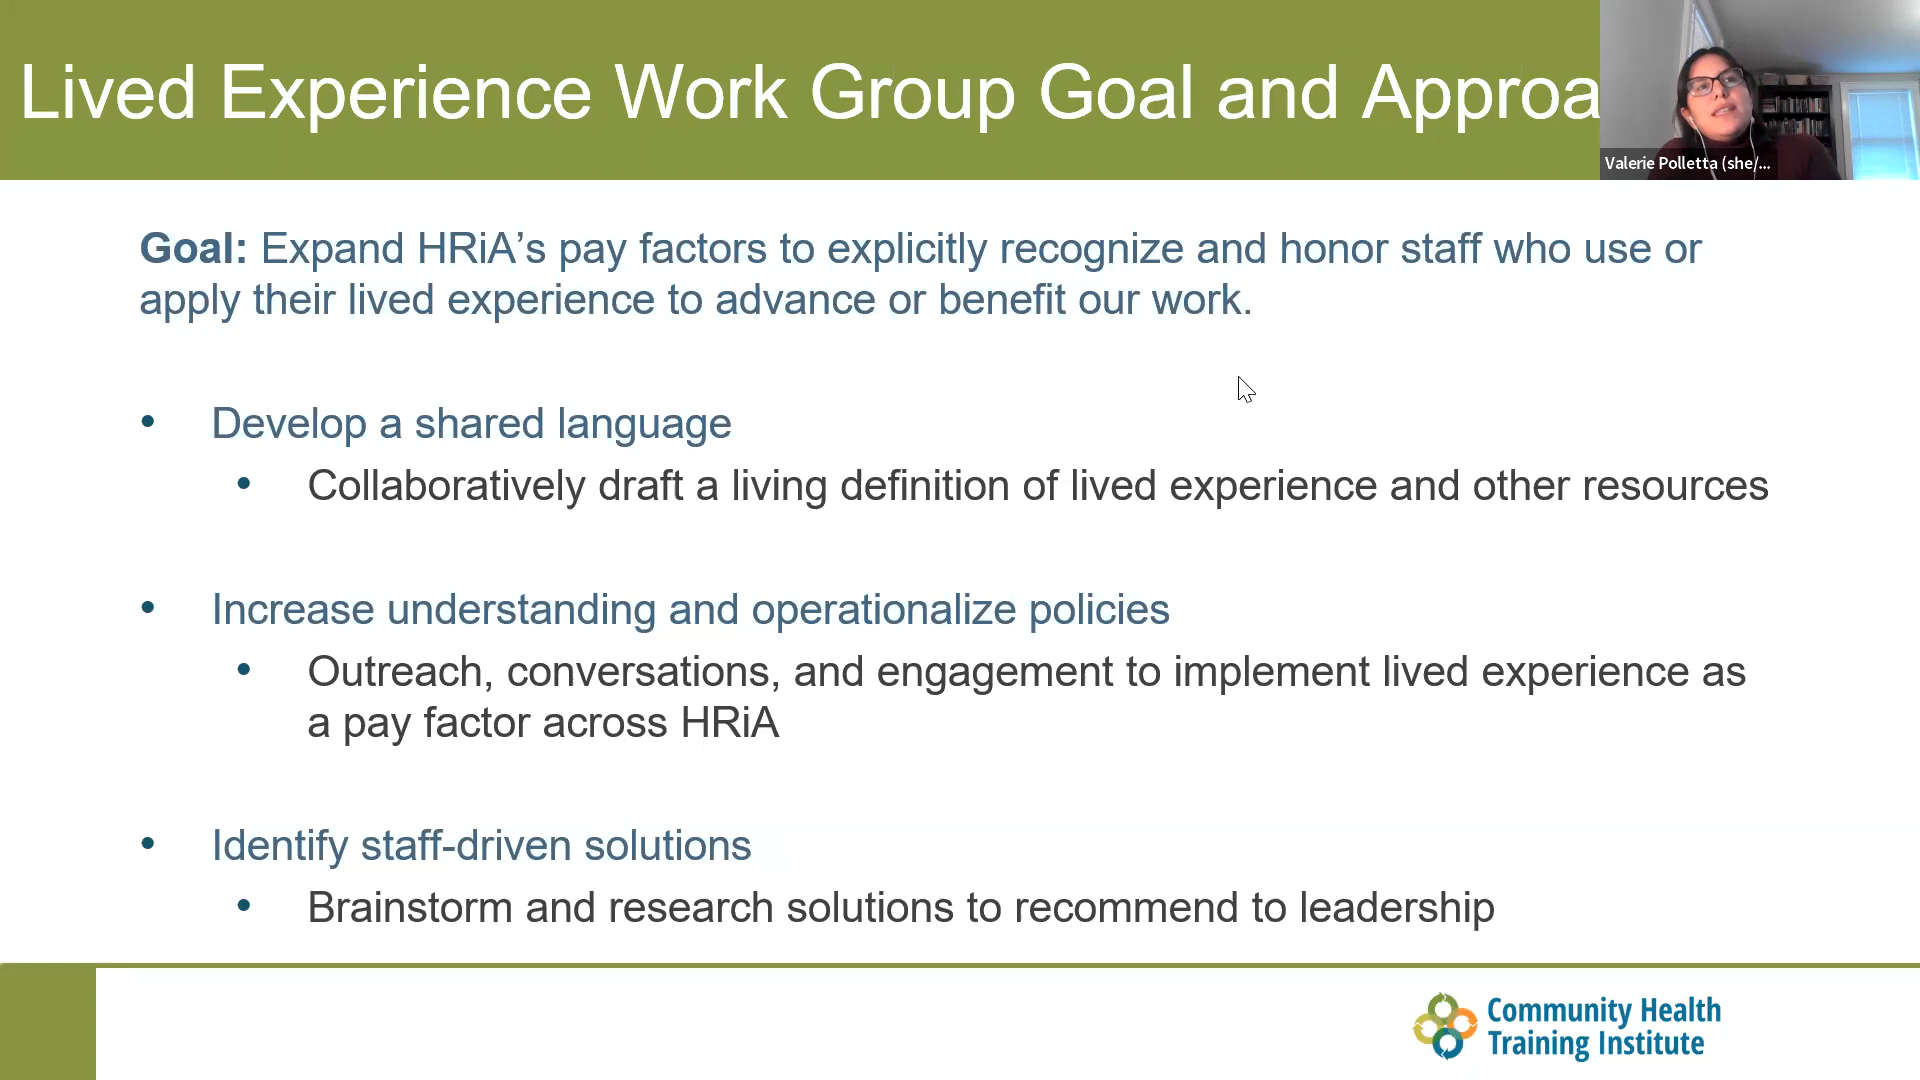 Lived Experience Work Group Goal and Approa
Valerie Polletta (she/...
Goal: Expand HRiA’s pay factors to explicitly recognize and honor staff who use or
apply their lived experience to advance or benefit our work.
• Develop a shared language
• Collaboratively draft a living definition of lived experience and other resources
• Increase understanding and operationalize policies
• Outreach, conversations, and engagement to implement lived experience as
a pay factor across HRiA
• Identify staff-driven solutions
• Brainstorm and research solutions to recommend to leadership
Community Health
Training Institute